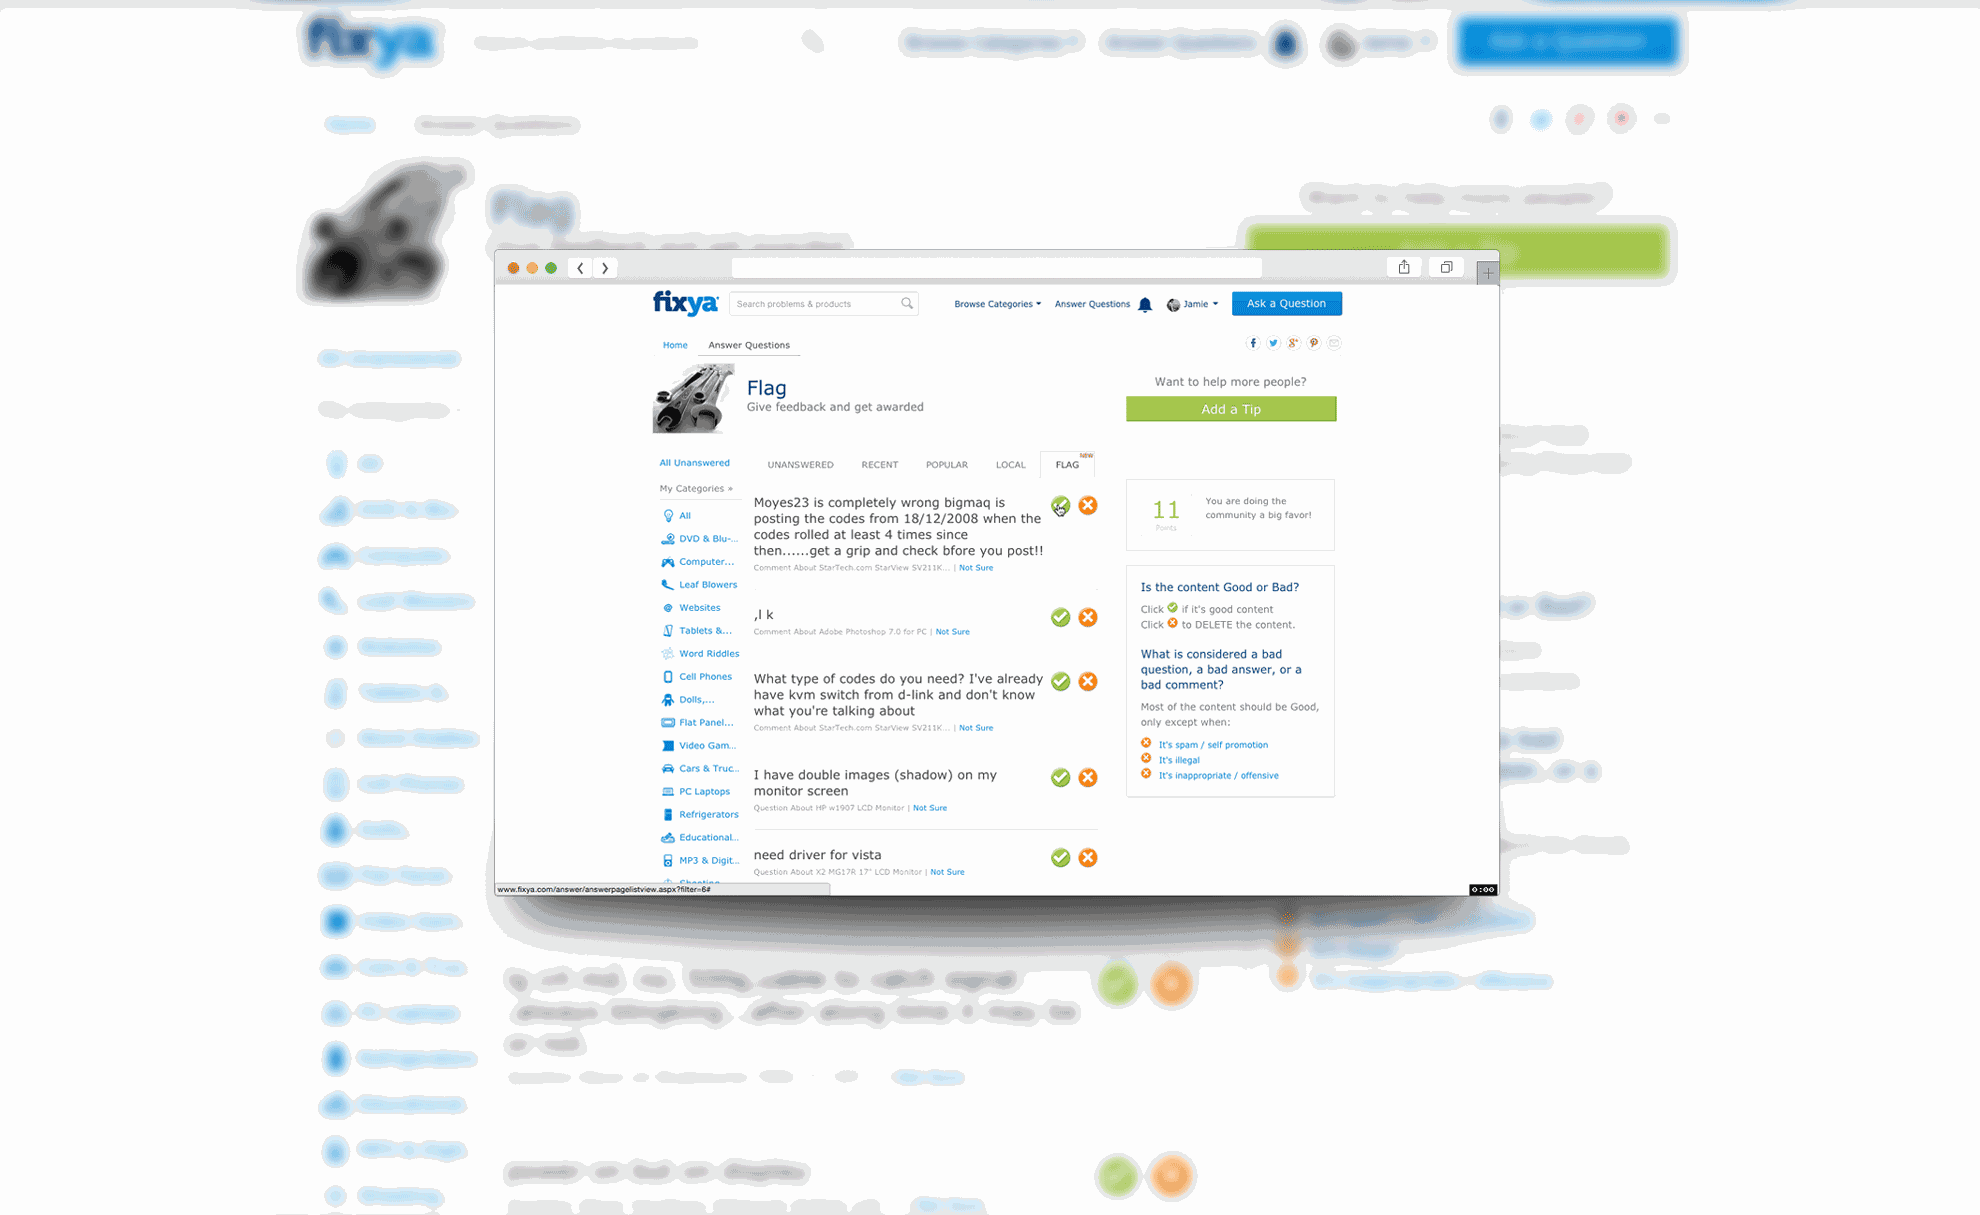 fixya
Flag
fixya
Search problems & products
Browse Categories
Answer Questions
Jamie
Ask a Question
Home
Answer Questions
Flag
Give feedback and get awarded
Want to help more people?
Add a Tip
All Unanswered
My Categories »
All
DVD & Blu-...
Computer...
Leaf Blowers
Websites
Tablets &...
Word Riddles
Cell Phones
Dolls,...
Flat Panel...
Video Gam...
Cars & Truc...
PC Laptops
Refrigerators
Educational...
MP3 & Digit...
UNANSWERED
RECENT
POPULAR
LOCAL
FLAG
NEW
Moyes23 is completely wrong bigmaq is
posting the codes from 18/12/2008 when the
codes rolled at least 4 times since
then......get a grip and check bfore you post!!
Comment About StarTech.com StarView SV211K... | Not Sure
,l k
Comment About Adobe Photoshop 7.0 for PC | Not Sure
What type of codes do you need? I've already
have kvm switch from d-link and don't know
what you're talking about
Comment About StarTech.com StarView SV211K... | Not Sure
I have double images (shadow) on my
monitor screen
Question About HP w1907 LCD Monitor | Not Sure
need driver for vista
Question About X2 MG17R 17" LCD Monitor | Not Sure
11
Points
You are doing the
community a big favor!
Is the content Good or Bad?
Click if it's good content
Click to DELETE the content.
What is considered a bad
question, a bad answer, or a
bad comment?
Most of the content should be Good,
only except when:
It's spam / self promotion
It's illegal
It's inappropriate / offensive
www.fixya.com/answer/answerpagelistview.aspx?filter=6#
0:00